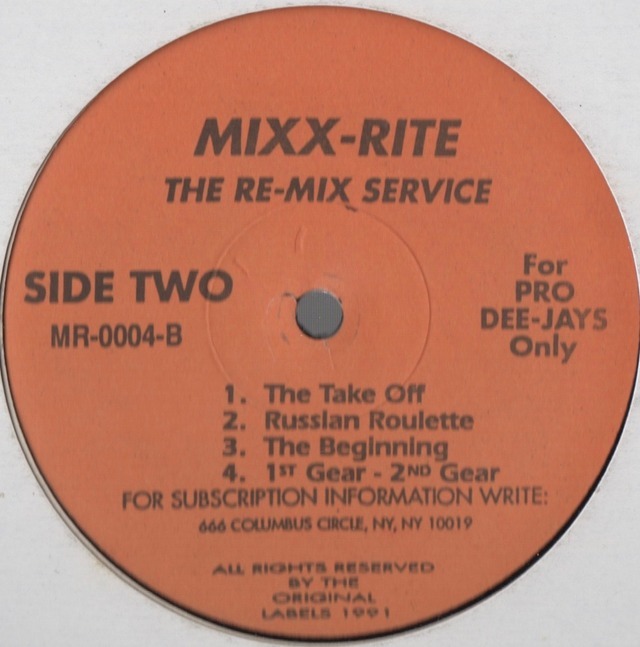 MIXX-RITE
THE RE-MIX SERVICE
SIDE TWO
MR-0004-B
For
PRO
DEE-JAYS
Only
1. The Take Off
2. Russian Roulette
3. The Beginning
4. 1ST Gear - 2ND Gear
FOR SUBSCRIPTION INFORMATION WRITE:
666 COLUMBUS CIRCLE, NY, NY 10019
ALL RIGHTS RESERVED
BY THE
ORIGINAL
LABELS 1991